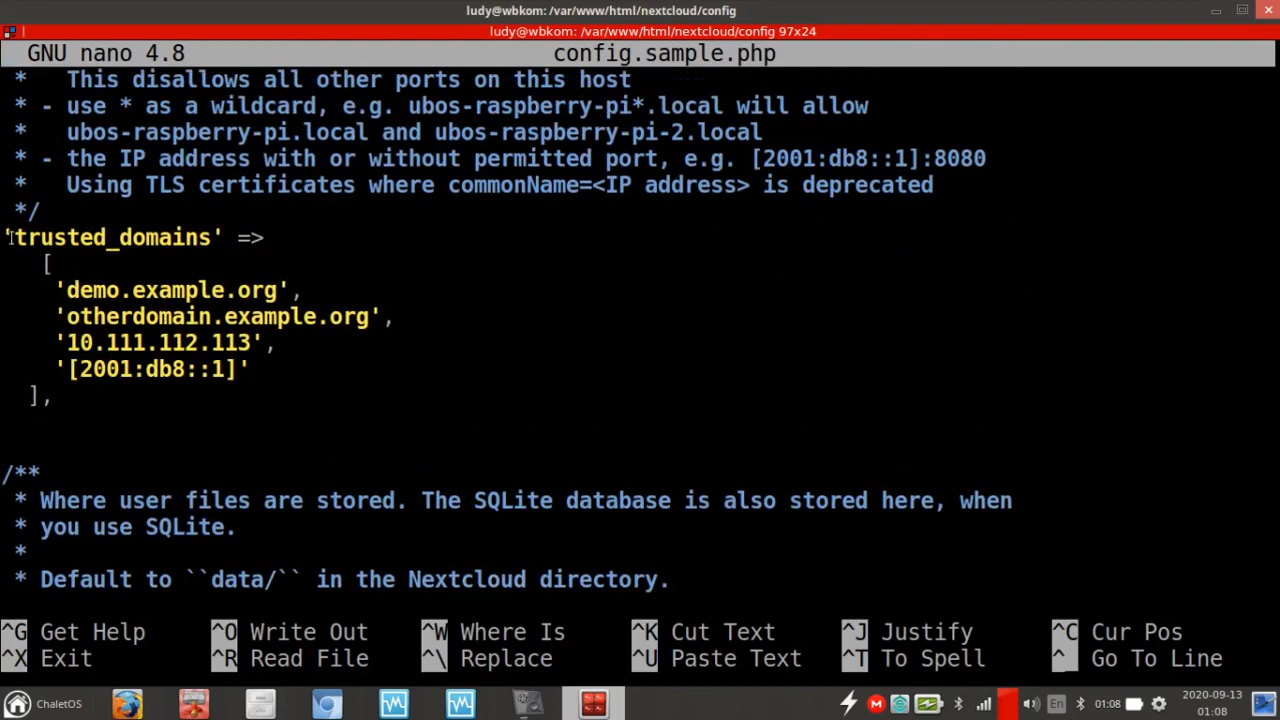 ludy@wbkom: /var/www/html/nextcloud/config
ludy@wbkom: /var/www/html/nextcloud/config 97x24
GNU nano 4.8 config.sample.php
*   This disallows all other ports on this host
* - use * as a wildcard, e.g. ubos-raspberry-pi*.local will allow
*   ubos-raspberry-pi.local and ubos-raspberry-pi-2.local
* - the IP address with or without permitted port, e.g. [2001:db8::1]:8080
*   Using TLS certificates where commonName=<IP address> is deprecated
*/
'trusted_domains' =>
[
'demo.example.org',
'otherdomain.example.org',
'10.111.112.113',
'[2001:db8::1]'
],
/**
* Where user files are stored. The SQLite database is also stored here, when
* you use SQLite.
*
* Default to ``data/`` in the Nextcloud directory.
^G Get Help ^O Write Out ^W Where Is ^K Cut Text ^J Justify ^C Cur Pos
^X Exit ^R Read File ^\ Replace ^U Paste Text ^T To Spell ^_ Go To Line
ChaletOS En 01:08 2020-09-13
01:08